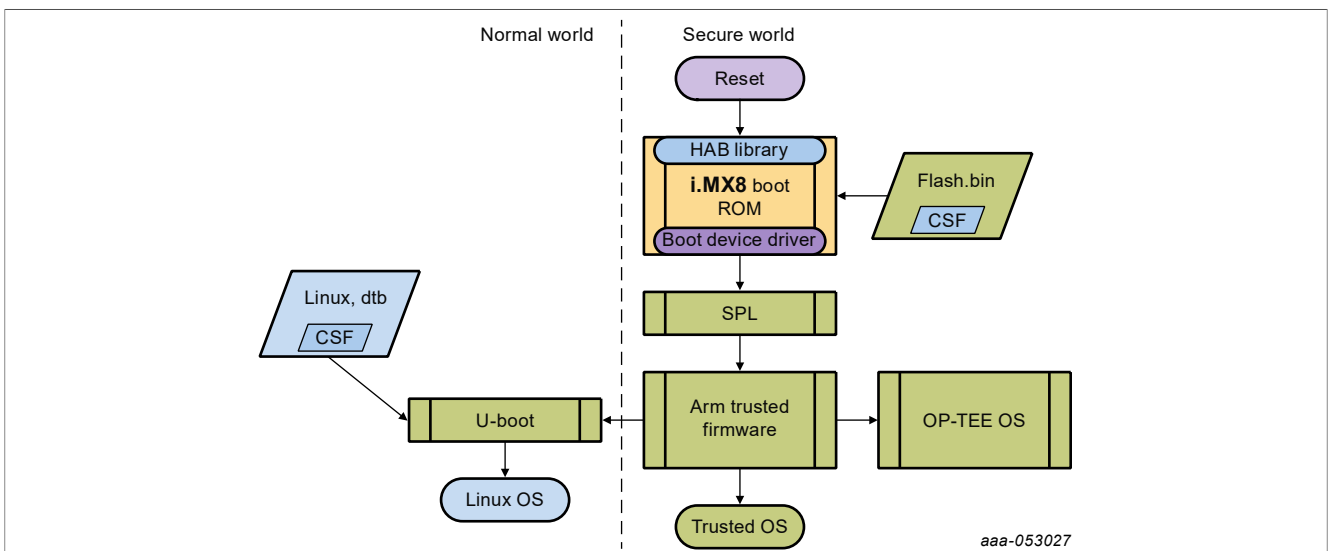 Normal world
Secure world
Reset
HAB library
i.MX8 boot
ROM
Boot device driver
Flash.bin
CSF
SPL
Linux, dtb
CSF
U-boot
Arm trusted
firmware
OP-TEE OS
Linux OS
Trusted OS
aaa-053027